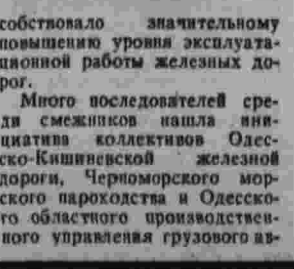 собствовало значительному
повышению уровня эксплуата-
ционной работы железных до-
рог.
Много последователей сре-
ди смежников нашла ини-
циатива коллективов Одес-
ско-Кишиневской железной
дороги, Черноморского мор-
ского пароходства и Одесско-
го областного производствен-
ного управления грузового ав-